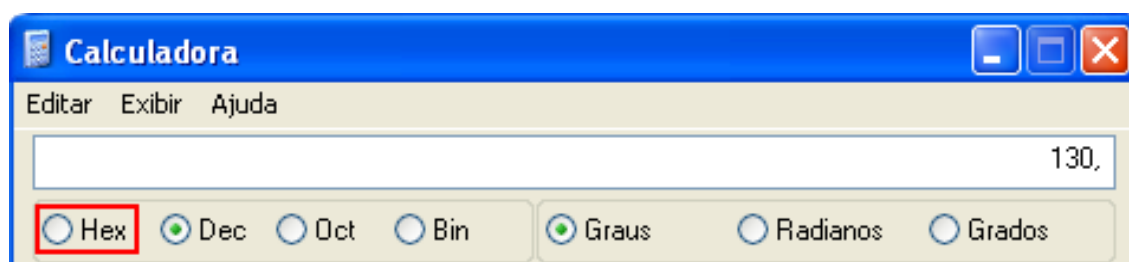 Calculadora
Editar Exibir Ajuda
130,
Hex Dec Oct Bin Graus Radianos Grados